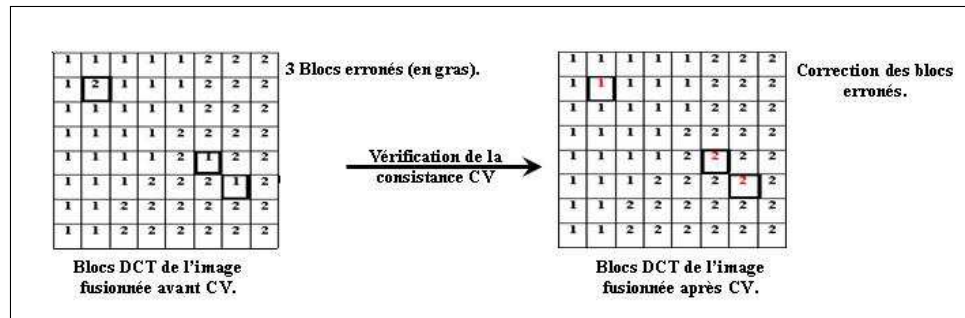 1 1 1 1 1 2 2 2
1 2 1 1 1 2 2 2
1 1 1 1 1 2 2 2
1 1 1 1 2 2 2 2
1 1 1 1 2 1 2 2
1 1 1 2 2 2 1 2
1 1 2 2 2 2 2 2
1 1 2 2 2 2 2 2
Blocs DCT de l'image
fusionnée avant CV.
3 Blocs erronés (en gras).
Vérification de la
consistance CV
1 1 1 1 1 2 2 2
1 1 1 1 1 2 2 2
1 1 1 1 1 2 2 2
1 1 1 1 2 2 2 2
1 1 1 1 2 2 2 2
1 1 1 2 2 2 2 2
1 1 2 2 2 2 2 2
1 1 2 2 2 2 2 2
Blocs DCT de l'image
fusionnée après CV.
Correction des blocs
erronés.